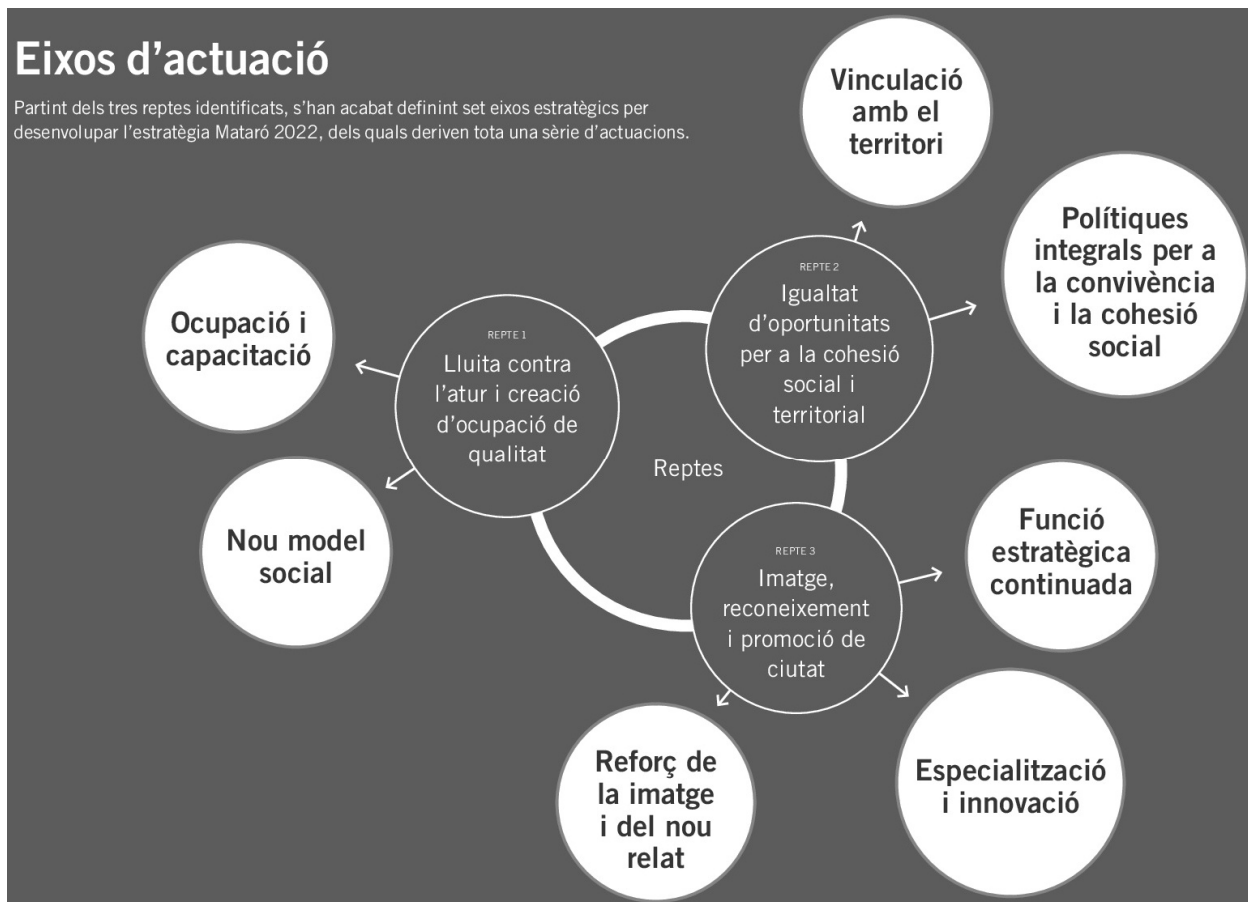 Eixos d’actuació
Partint dels tres reptes identificats, s’han acabat definint set eixos estratègics per
desenvolupar l’estratègia Mataró 2022, dels quals deriven tota una sèrie d’actuacions.
Vinculació
amb el
territori
Polítiques
integrals per a
la convivència
i la cohesió
social
REPTE 2
Igualtat
d’oportunitats
per a la cohesió
social i
territorial
Ocupació i
capacitació
REPTE 1
Lluita contra
l’atur i creació
d’ocupació de
qualitat
Reptes
Nou model
social
REPTE 3
Imatge,
reconeixement
i promoció de
ciutat
Funció
estratègica
continuada
Reforç de
la imatge
i del nou
relat
Especialització
i innovació